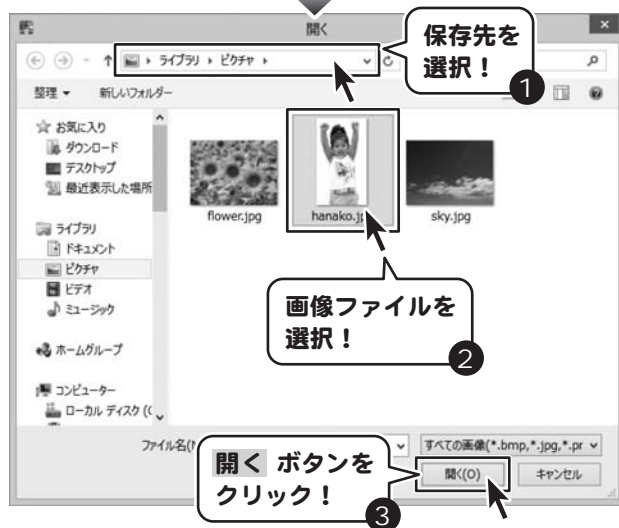 開く
保存先を
選択！
1
ライブラリ ▸ ピクチャ ▸
整理 ▼ 新しいフォルダー
☆ お気に入り
ダウンロード
デスクトップ
最近表示した場所
ライブラリ
ドキュメント
ピクチャ
ビデオ
ミュージック
ホームグループ
コンピューター
ローカル ディスク (C
flower.jpg
hanako.jp
sky.jpg
画像ファイルを
選択！
2
ファイル名(N
すべての画像(*.bmp,*.jpg,*.pr
開く ボタンを
クリック！
3
開く(O)
キャンセル